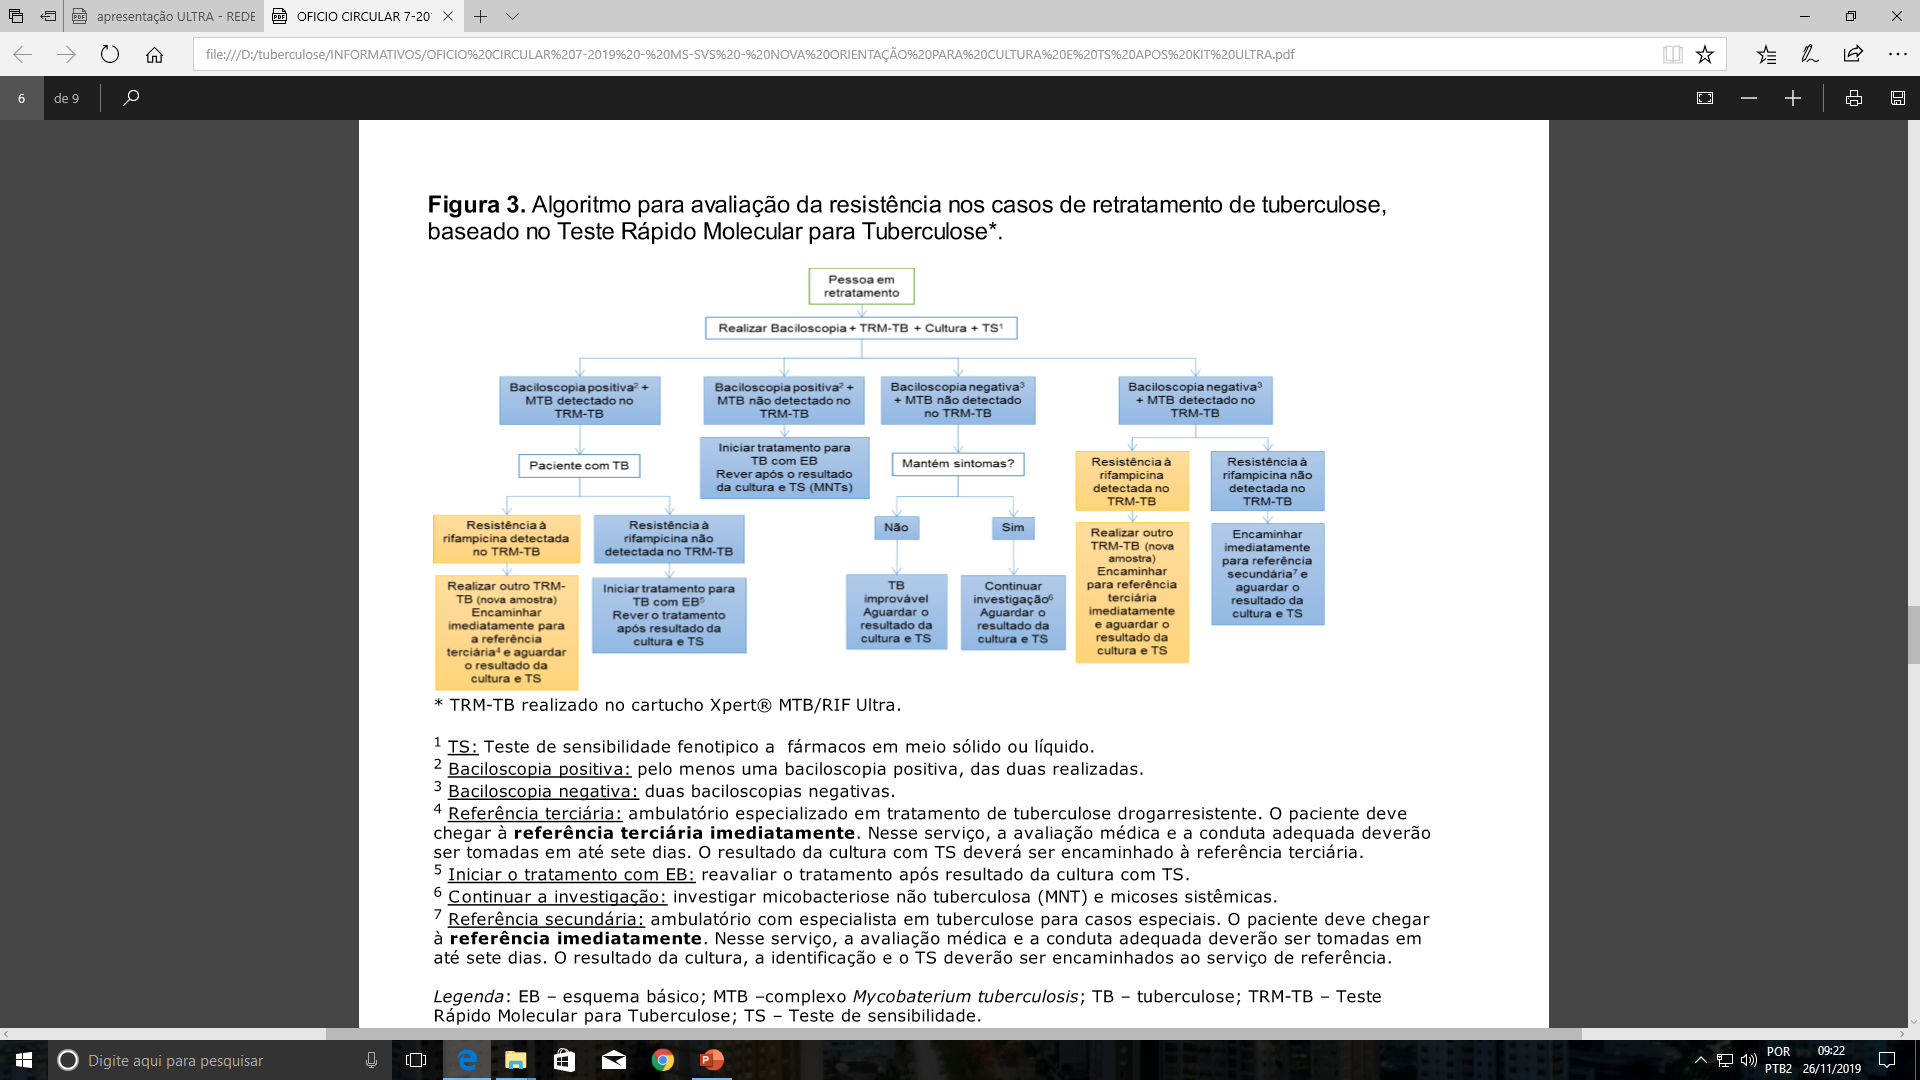 apresentação ULTRA - REDE
OFICIO CIRCULAR 7-201
file:///D:/tuberculose/INFORMATIVOS/OFICIO%20CIRCULAR%207-2019%20-%20MS-SVS%20-%20NOVA%20ORIENTAÇÃO%20PARA%20CULTURA%20E%20TS%20APOS%20KIT%20ULTRA.pdf
6 de 9
Figura 3. Algoritmo para avaliação da resistência nos casos de retratamento de tuberculose,
baseado no Teste Rápido Molecular para Tuberculose*.
Pessoa em
retratamento
Realizar Baciloscopia + TRM-TB + Cultura + TS¹
Baciloscopia positiva² +
MTB detectado no
TRM-TB
Baciloscopia positiva² +
MTB não detectado no
TRM-TB
Baciloscopia negativa³
+ MTB não detectado
no TRM-TB
Baciloscopia negativa³
+ MTB detectado no
TRM-TB
Paciente com TB
Iniciar tratamento para
TB com EB
Rever após o resultado
da cultura e TS (MNTs)
Mantém sintomas?
Resistência à
rifampicina
detectada no
TRM-TB
Resistência à
rifampicina não
detectada no
TRM-TB
Resistência à
rifampicina detectada
no TRM-TB
Resistência à
rifampicina não
detectada no TRM-TB
Não
Sim
Realizar outro TRM-
TB (nova amostra)
Encaminhar
imediatamente para
a referência
terciária⁴ e aguardar
o resultado da
cultura e TS
Iniciar tratamento para
TB com EB⁵
Rever o tratamento
após resultado da
cultura e TS
TB
improvável
Aguardar o
resultado da
cultura e TS
Continuar
investigação⁶
Aguardar o
resultado da
cultura e TS
Realizar outro
TRM-TB (nova
amostra)
Encaminhar
para referência
terciária
imediatamente
e aguardar o
resultado da
cultura e TS
Encaminhar
imediatamente
para referência
secundária⁷ e
aguardar o
resultado da
cultura e TS
* TRM-TB realizado no cartucho Xpert® MTB/RIF Ultra.
¹ TS: Teste de sensibilidade fenotipico a fármacos em meio sólido ou líquido.
² Baciloscopia positiva: pelo menos uma baciloscopia positiva, das duas realizadas.
³ Baciloscopia negativa: duas baciloscopias negativas.
⁴ Referência terciária: ambulatório especializado em tratamento de tuberculose drogarresistente. O paciente deve
chegar à referência terciária imediatamente. Nesse serviço, a avaliação médica e a conduta adequada deverão
ser tomadas em até sete dias. O resultado da cultura com TS deverá ser encaminhado à referência terciária.
⁵ Iniciar o tratamento com EB: reavaliar o tratamento após resultado da cultura com TS.
⁶ Continuar a investigação: investigar micobacteriose não tuberculosa (MNT) e micoses sistêmicas.
⁷ Referência secundária: ambulatório com especialista em tuberculose para casos especiais. O paciente deve chegar
à referência imediatamente. Nesse serviço, a avaliação médica e a conduta adequada deverão ser tomadas em
até sete dias. O resultado da cultura, a identificação e o TS deverão ser encaminhados ao serviço de referência.
Legenda: EB – esquema básico; MTB –complexo Mycobaterium tuberculosis; TB – tuberculose; TRM-TB – Teste
Rápido Molecular para Tuberculose; TS – Teste de sensibilidade.
Digite aqui para pesquisar
POR
PTB2
09:22
26/11/2019